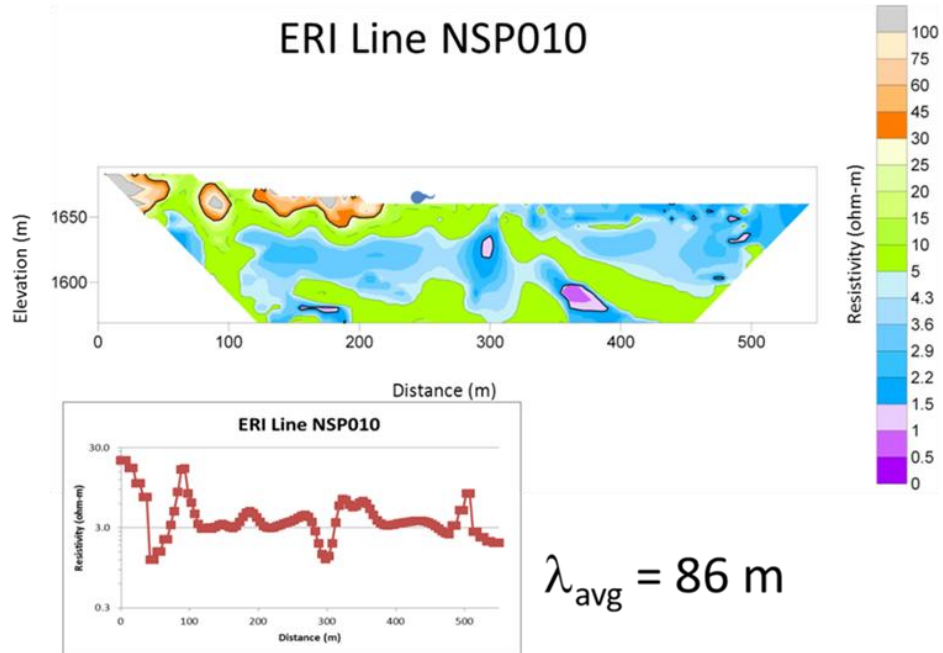 ERI Line NSP010
Elevation (m)
1650
1600
0 100 200 300 400 500
Distance (m)
Resistivity (ohm-m)
100
75
60
45
30
25
20
15
10
5
4.3
3.6
2.9
2.2
1.5
1
0.5
0
ERI Line NSP010
Resistivity (ohm-m)
30.0
3.0
0.3
0 100 200 300 400 500
Distance (m)
λavg = 86 m